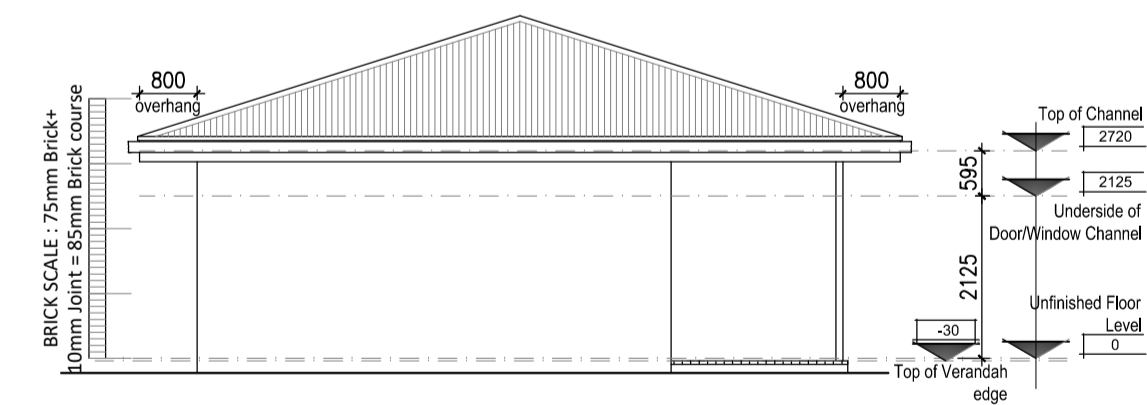 BRICK SCALE : 75mm Brick+
10mm Joint = 85mm Brick course
800
overhang
800
overhang
Top of Channel
2720
595
2125
Underside of
Door/Window Channel
2125
Unfinished Floor
Level
0
-30
Top of Verandah
edge